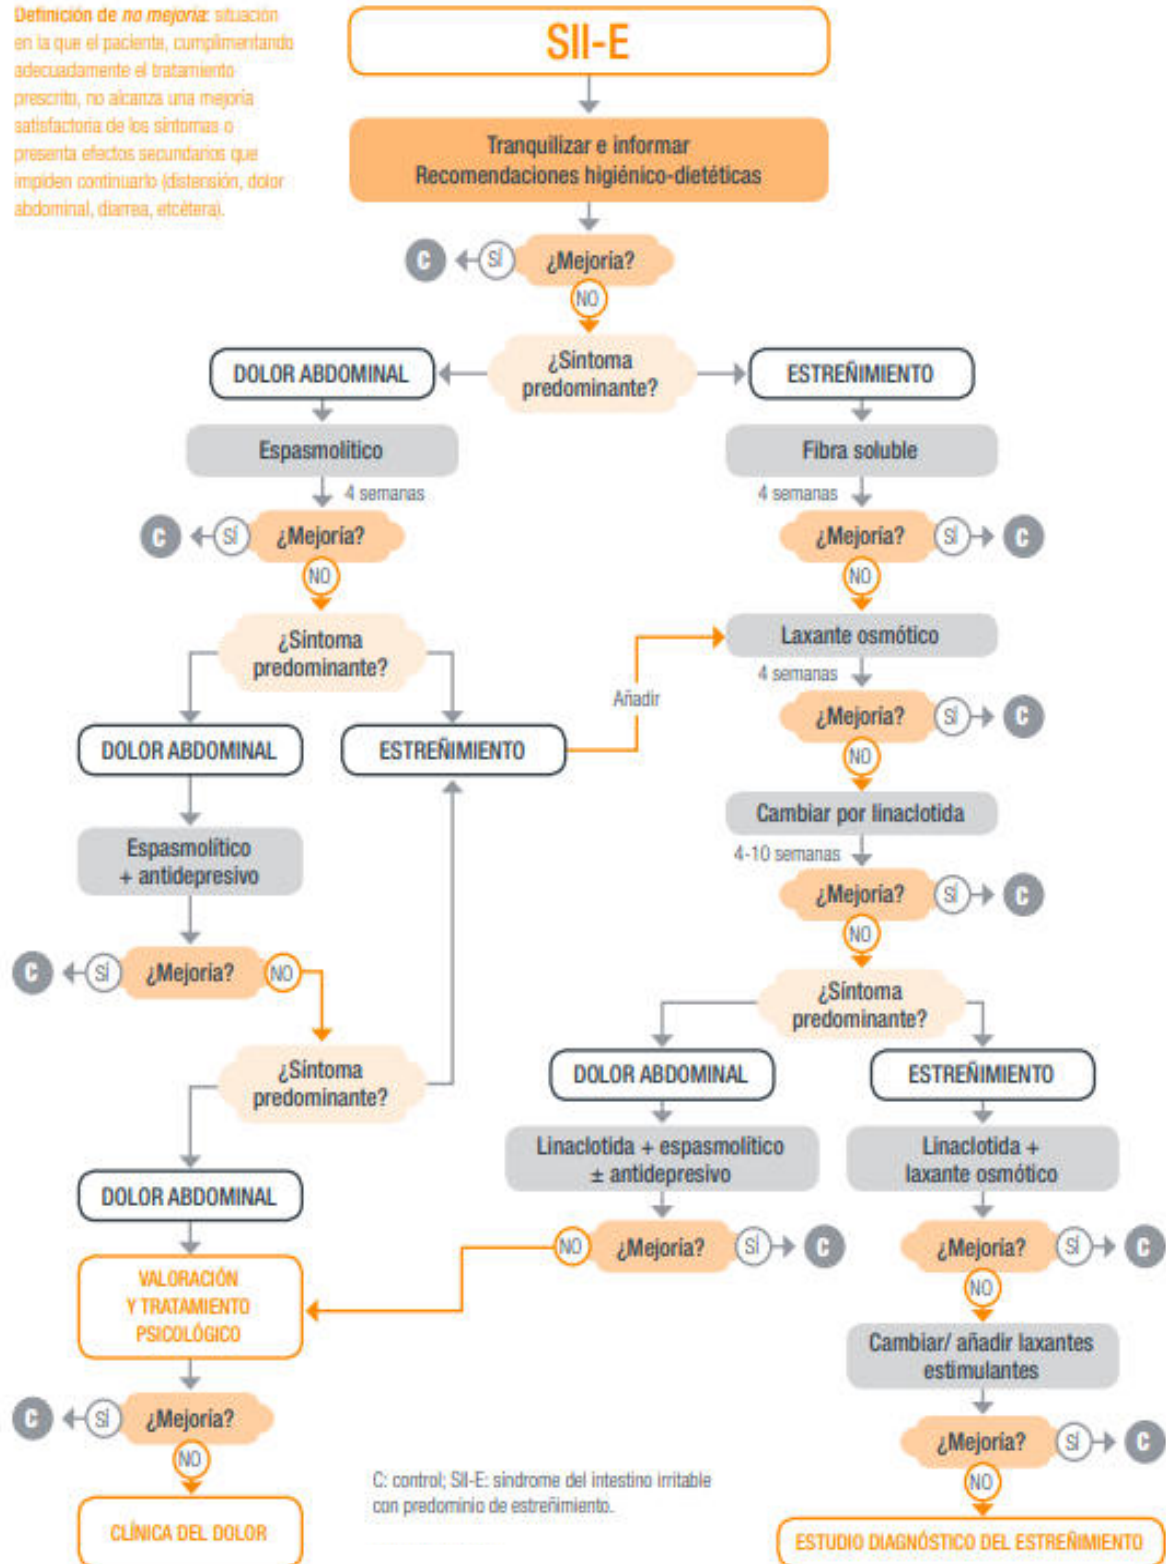 Definición de no mejoría: situación
en la que el paciente, cumplimentando
adecuadamente el tratamiento
prescrito, no alcanza una mejoría
satisfactoria de los síntomas o
presenta efectos secundarios que
impiden continuarlo (distensión, dolor
abdominal, diarrea, etcétera).
SII-E
Tranquilizar e informar
Recomendaciones higiénico-dietéticas
C SÍ ¿Mejoría?
NO
¿Síntoma
predominante?
DOLOR ABDOMINAL
ESTREÑIMIENTO
Espasmolítico
Fibra soluble
4 semanas
4 semanas
C SÍ ¿Mejoría?
¿Mejoría? SÍ C
NO
NO
¿Síntoma
predominante?
Laxante osmótico
4 semanas
Añadir
¿Mejoría? SÍ C
DOLOR ABDOMINAL
ESTREÑIMIENTO
NO
Cambiar por linaclotida
Espasmolítico
+ antidepresivo
4-10 semanas
¿Mejoría? SÍ C
NO
C SÍ ¿Mejoría? NO
¿Síntoma
predominante?
¿Síntoma
predominante?
DOLOR ABDOMINAL
ESTREÑIMIENTO
Linaclotida + espasmolítico
± antidepresivo
Linaclotida +
laxante osmótico
DOLOR ABDOMINAL
NO ¿Mejoría? SÍ C
¿Mejoría? SÍ C
NO
VALORACIÓN
Y TRATAMIENTO
PSICOLÓGICO
Cambiar/ añadir laxantes
estimulantes
C SÍ ¿Mejoría?
¿Mejoría? SÍ C
NO
NO
C: control; SII-E: síndrome del intestino irritable
con predominio de estreñimiento.
CLÍNICA DEL DOLOR
ESTUDIO DIAGNÓSTICO DEL ESTREÑIMIENTO